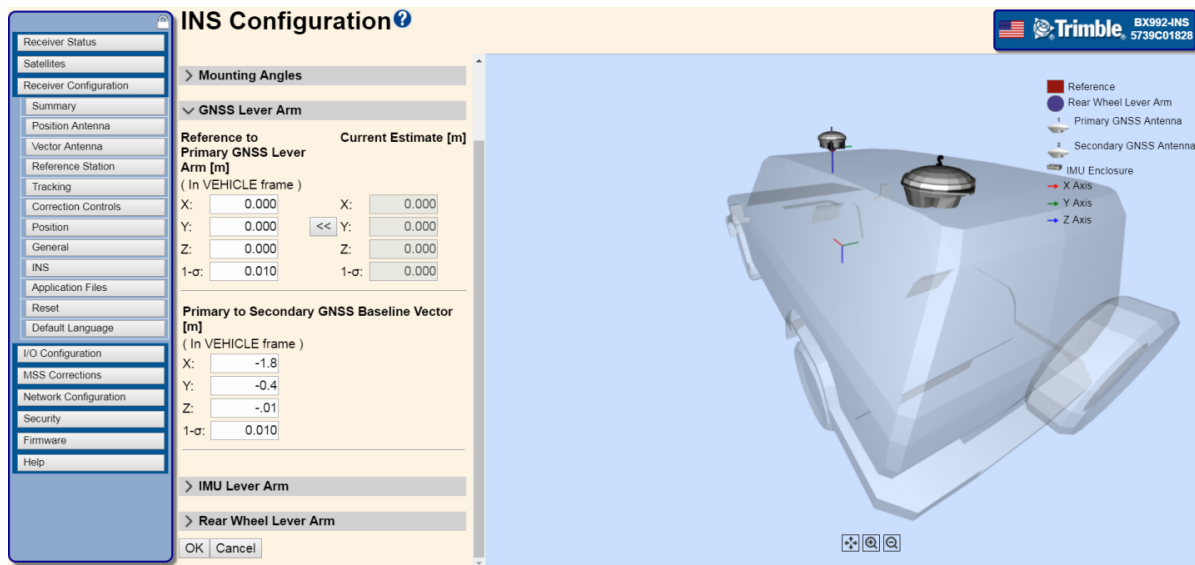 INS Configuration?
Trimble BX992-INS
5739C01828
Receiver Status
Satellites
Receiver Configuration
Summary
Position Antenna
Vector Antenna
Reference Station
Tracking
Correction Controls
Position
General
INS
Application Files
Reset
Default Language
I/O Configuration
MSS Corrections
Network Configuration
Security
Firmware
Help
Mounting Angles
GNSS Lever Arm
Reference to
Primary GNSS Lever
Arm [m]
( In VEHICLE frame )
Current Estimate [m]
X: 0.000 X: 0.000
Y: 0.000 << Y: 0.000
Z: 0.000 Z: 0.000
1-σ: 0.010 1-σ: 0.000
Primary to Secondary GNSS Baseline Vector
[m]
( In VEHICLE frame )
X: -1.8
Y: -0.4
Z: -.01
1-σ: 0.010
IMU Lever Arm
Rear Wheel Lever Arm
OK Cancel
Reference
Rear Wheel Lever Arm
1 Primary GNSS Antenna
2 Secondary GNSS Antenna
IMU Enclosure
X Axis
Y Axis
Z Axis